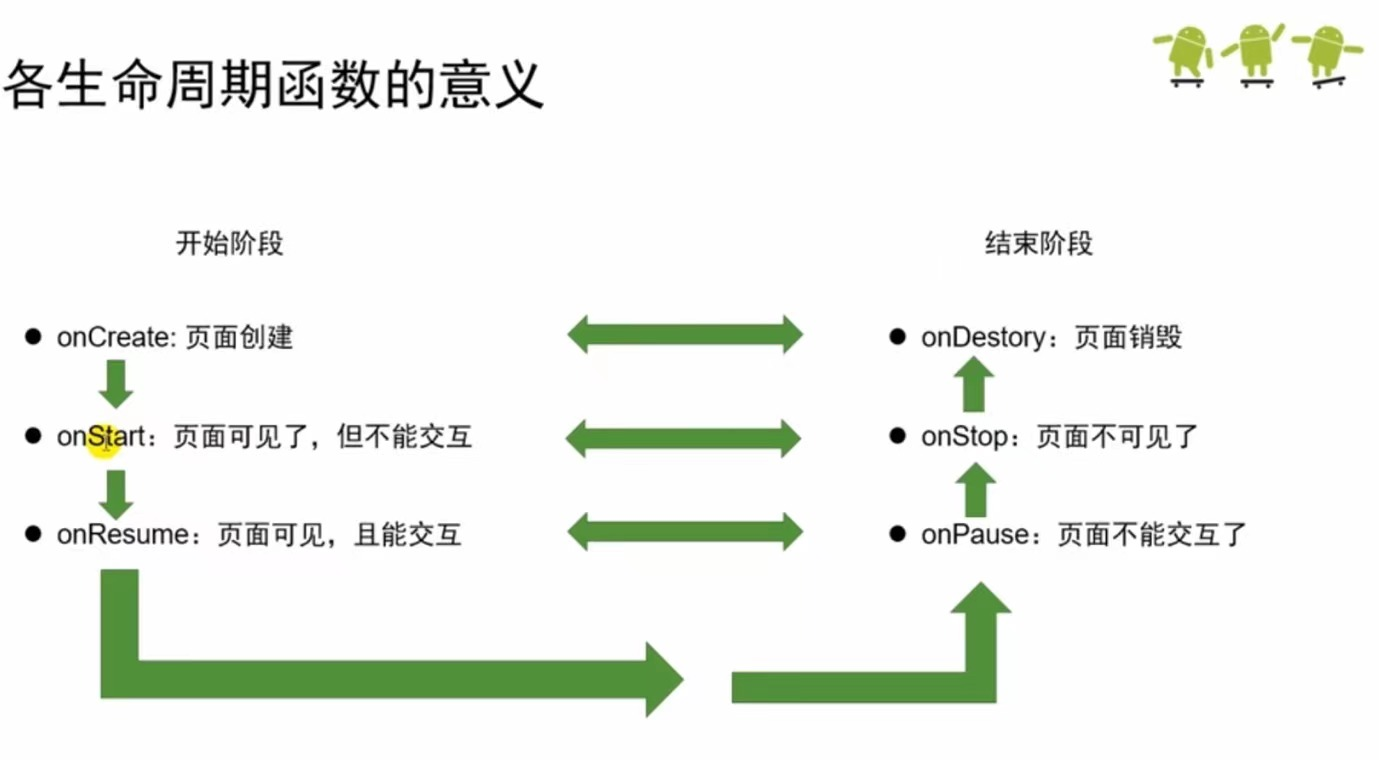 各生命周期函数的意义
开始阶段
结束阶段
onCreate: 页面创建
onDestory：页面销毁
onStart：页面可见了，但不能交互
onStop：页面不可见了
onResume：页面可见，且能交互
onPause：页面不能交互了